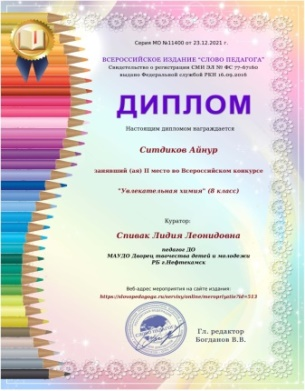 Серия МО №11400 от 23.12.2021 г.
ВСЕРОССИЙСКОЕ ИЗДАНИЕ "СЛОВО ПЕДАГОГА"
Свидетельство о регистрации СМИ ЭЛ № ФС 77-67160
выдано Федеральной службой РКН 16.09.2016
ДИПЛОМ
Настоящим дипломом награждается
Ситдиков Айнур
занявший (ая) II место во Всероссийском конкурсе
"Увлекательная химия" (8 класс)
Куратор:
Спивак Лидия Леонидовна
педагог ДО
МАУДО Дворец творчества детей и молодежи
РБ г.Нефтекамск
Веб адрес мероприятия на сайте издания:
https://slovopedagoga.ru/servisy/online/meropriyatie?id=513
Гл. редактор
Богданов В.В.